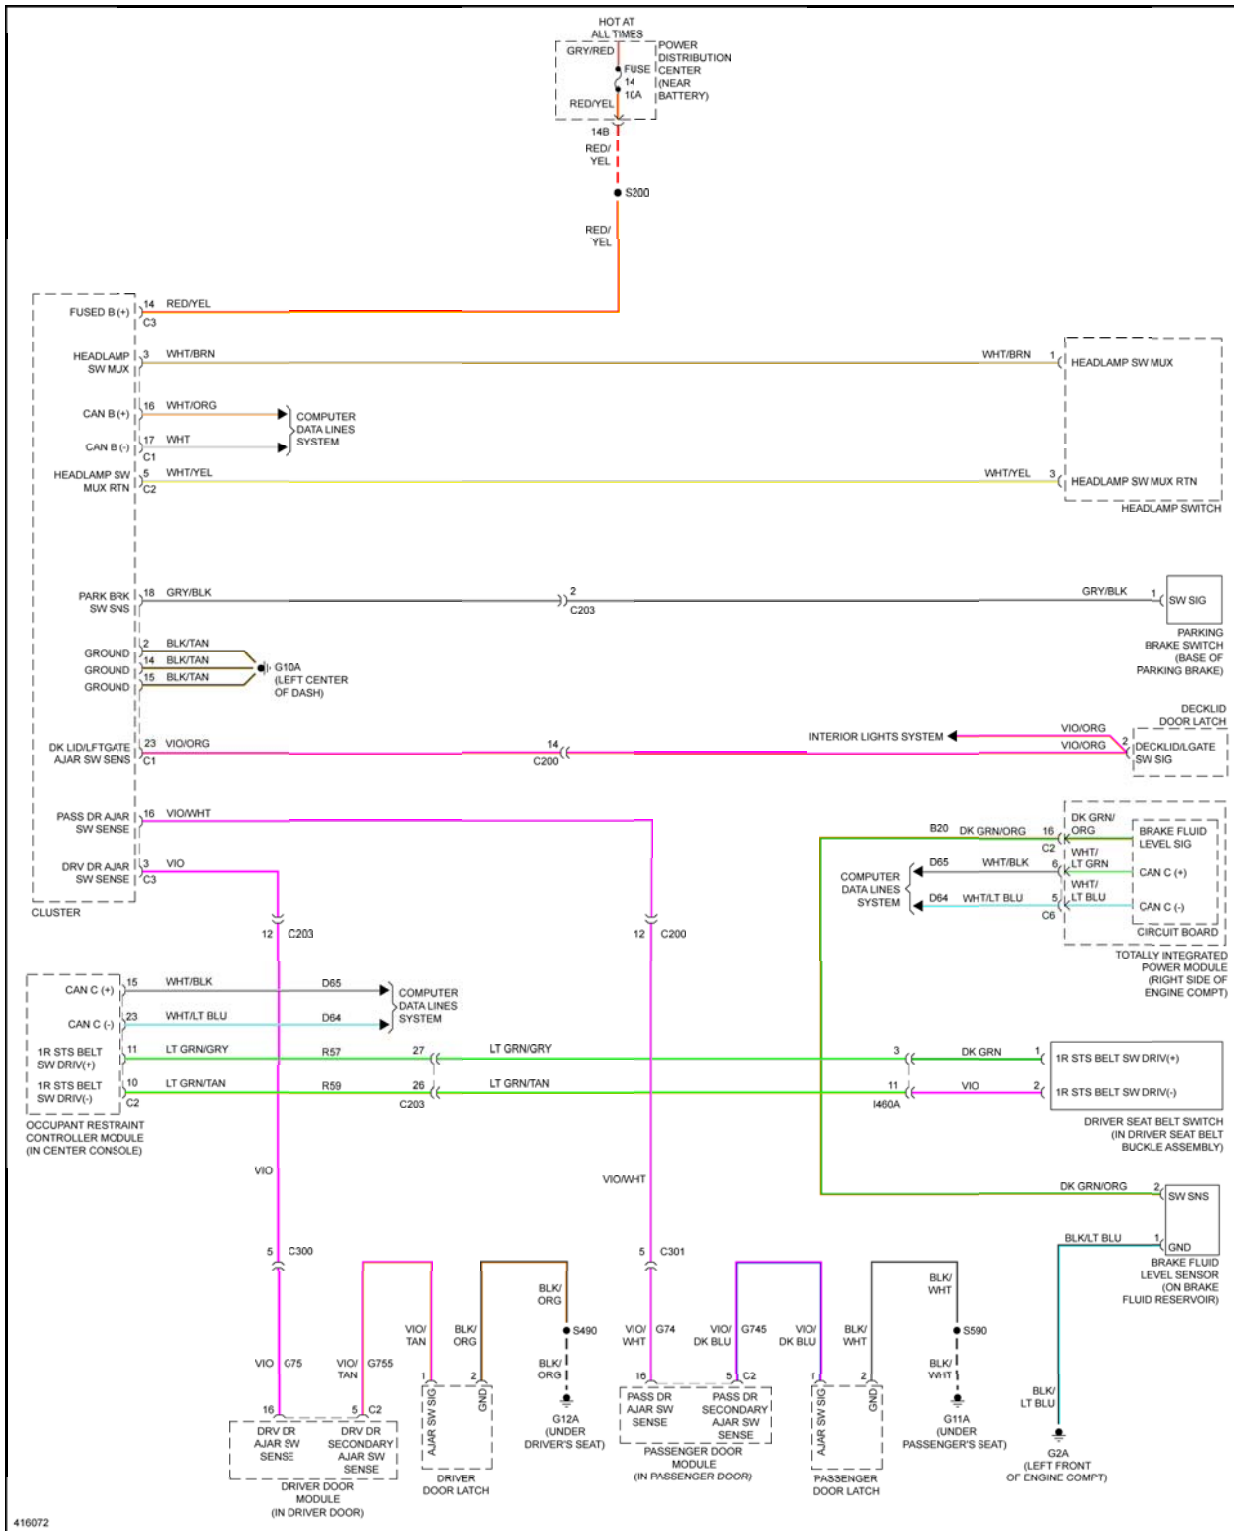 HOT AT
ALL TIMES
GRY/RED
POWER
DISTRIBUTION
CENTER
(NEAR
BATTERY)
FUSE
14
10A
RED/YEL
14B
RED/
YEL
S200
RED/
YEL
FUSED B(+)
14
RED/YEL
C3
HEADLAMP
SW MUX
3
WHT/BRN
WHT/BRN
1
HEADLAMP SW MUX
CAN B(+)
16
WHT/ORG
COMPUTER
DATA LINES
SYSTEM
CAN B(-)
17
WHT
C1
HEADLAMP SW
MUX RTN
5
WHT/YEL
C2
WHT/YEL
3
HEADLAMP SW MUX RTN
HEADLAMP SWITCH
PARK BRK
SW SNS
18
GRY/BLK
2
C203
GRY/BLK
1
SW SIG
PARKING
BRAKE SWITCH
(BASE OF
PARKING BRAKE)
GROUND
2
BLK/TAN
GROUND
14
BLK/TAN
GROUND
15
BLK/TAN
G10A
(LEFT CENTER
OF DASH)
DECKLID
DOOR LATCH
DK LID/LFTGATE
AJAR SW SENS
23
VIO/ORG
C1
14
C200
INTERIOR LIGHTS SYSTEM
VIO/ORG
VIO/ORG
2
DECKLID/LGATE
SW SIG
PASS DR AJAR
SW SENSE
16
VIO/WHT
DRV DR AJAR
SW SENSE
3
VIO
C3
CLUSTER
B20
DK GRN/ORG
16
C2
DK GRN/
ORG
BRAKE FLUID
LEVEL SIG
COMPUTER
DATA LINES
SYSTEM
D65
WHT/BLK
6
WHT/
LT GRN
CAN C (+)
D64
WHT/LT BLU
5
C6
WHT/
LT BLU
CAN C (-)
CIRCUIT BOARD
TOTALLY INTEGRATED
POWER MODULE
(RIGHT SIDE OF
ENGINE COMPT)
12
C203
12
C200
CAN C (+)
15
WHT/BLK
D65
COMPUTER
DATA LINES
SYSTEM
CAN C (-)
23
WHT/LT BLU
D64
1R STS BELT
SW DRIV(+)
11
LT GRN/GRY
R57
27
LT GRN/GRY
3
DK GRN
1
1R STS BELT SW DRIV(+)
1R STS BELT
SW DRIV(-)
10
LT GRN/TAN
R59
26
LT GRN/TAN
11
VIO
2
1R STS BELT SW DRIV(-)
C2
C203
I460A
OCCUPANT RESTRAINT
CONTROLLER MODULE
(IN CENTER CONSOLE)
DRIVER SEAT BELT SWITCH
(IN DRIVER SEAT BELT
BUCKLE ASSEMBLY)
VIO
VIO/WHT
DK GRN/ORG
2
SW SNS
BLK/LT BLU
1
GND
BRAKE FLUID
LEVEL SENSOR
(ON BRAKE
FLUID RESERVOIR)
5
C300
5
C301
BLK/
ORG
BLK/
WHT
VIO/
TAN
BLK/
ORG
S490
VIO/
WHT
G74
VIO/
DK BLU
G745
VIO/
DK BLU
BLK/
WHT
S590
VIO
G75
VIO/
TAN
G755
BLK/
ORG
BLK/
WHT
BLK/
LT BLU
1
2
16
5
C2
1
2
16
5
C2
AJAR SW SIG
GND
G12A
(UNDER
DRIVER'S SEAT)
PASS DR
AJAR SW
SENSE
PASS DR
SECONDARY
AJAR SW
SENSE
AJAR SW SIG
GND
G11A
(UNDER
PASSENGER'S SEAT)
G2A
(LEFT FRONT
OF ENGINE COMPT)
DRV DR
AJAR SW
SENSE
DRV DR
SECONDARY
AJAR SW
SENSE
DRIVER DOOR
MODULE
(IN DRIVER DOOR)
DRIVER
DOOR LATCH
PASSENGER DOOR
MODULE
(IN PASSENGER DOOR)
PASSENGER
DOOR LATCH
416072